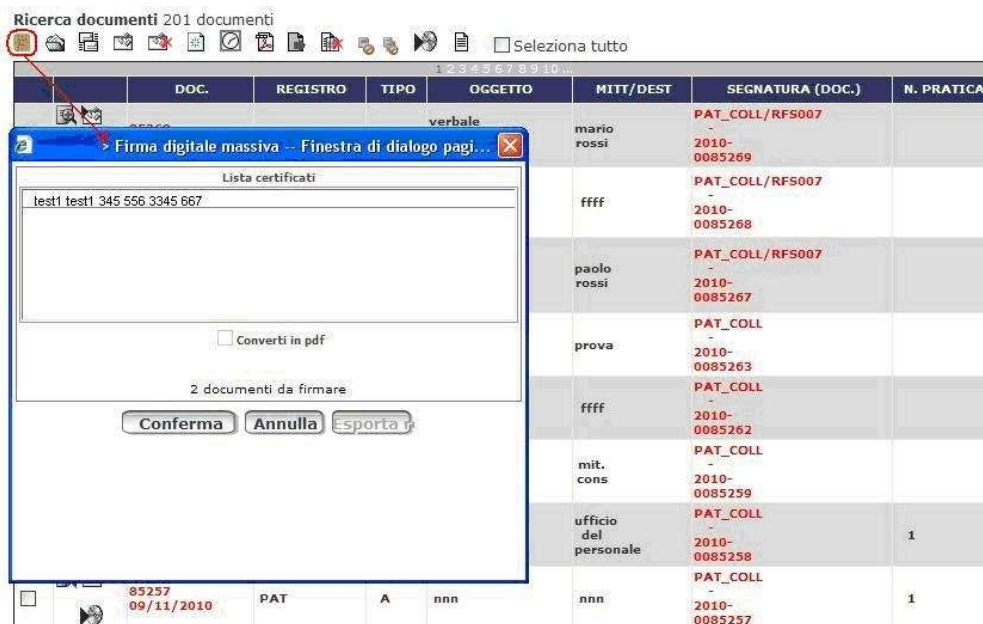 Ricerca documenti 201 documenti
Seleziona tutto
1 2 3 4 5 6 7 8 9 10 ...
DOC. REGISTRO TIPO OGGETTO MITT/DEST SEGNATURA (DOC.) N. PRATICA
verbale
mario
rossi
PAT_COLL/RFS007
-
2010-
0085269
> Firma digitale massiva -- Finestra di dialogo pagi...
Lista certificati
test1 test1 345 556 3345 667
Converti in pdf
2 documenti da firmare
Conferma Annulla Esporta
ffff
PAT_COLL/RFS007
-
2010-
0085268
paolo
rossi
PAT_COLL/RFS007
-
2010-
0085267
prova
PAT_COLL
-
2010-
0085263
ffff
PAT_COLL
-
2010-
0085262
mit.
cons
PAT_COLL
-
2010-
0085259
ufficio
del
personale
PAT_COLL
-
2010-
0085258
1
85257
09/11/2010
PAT
A
nnn
nnn
PAT_COLL
-
2010-
0085257
1